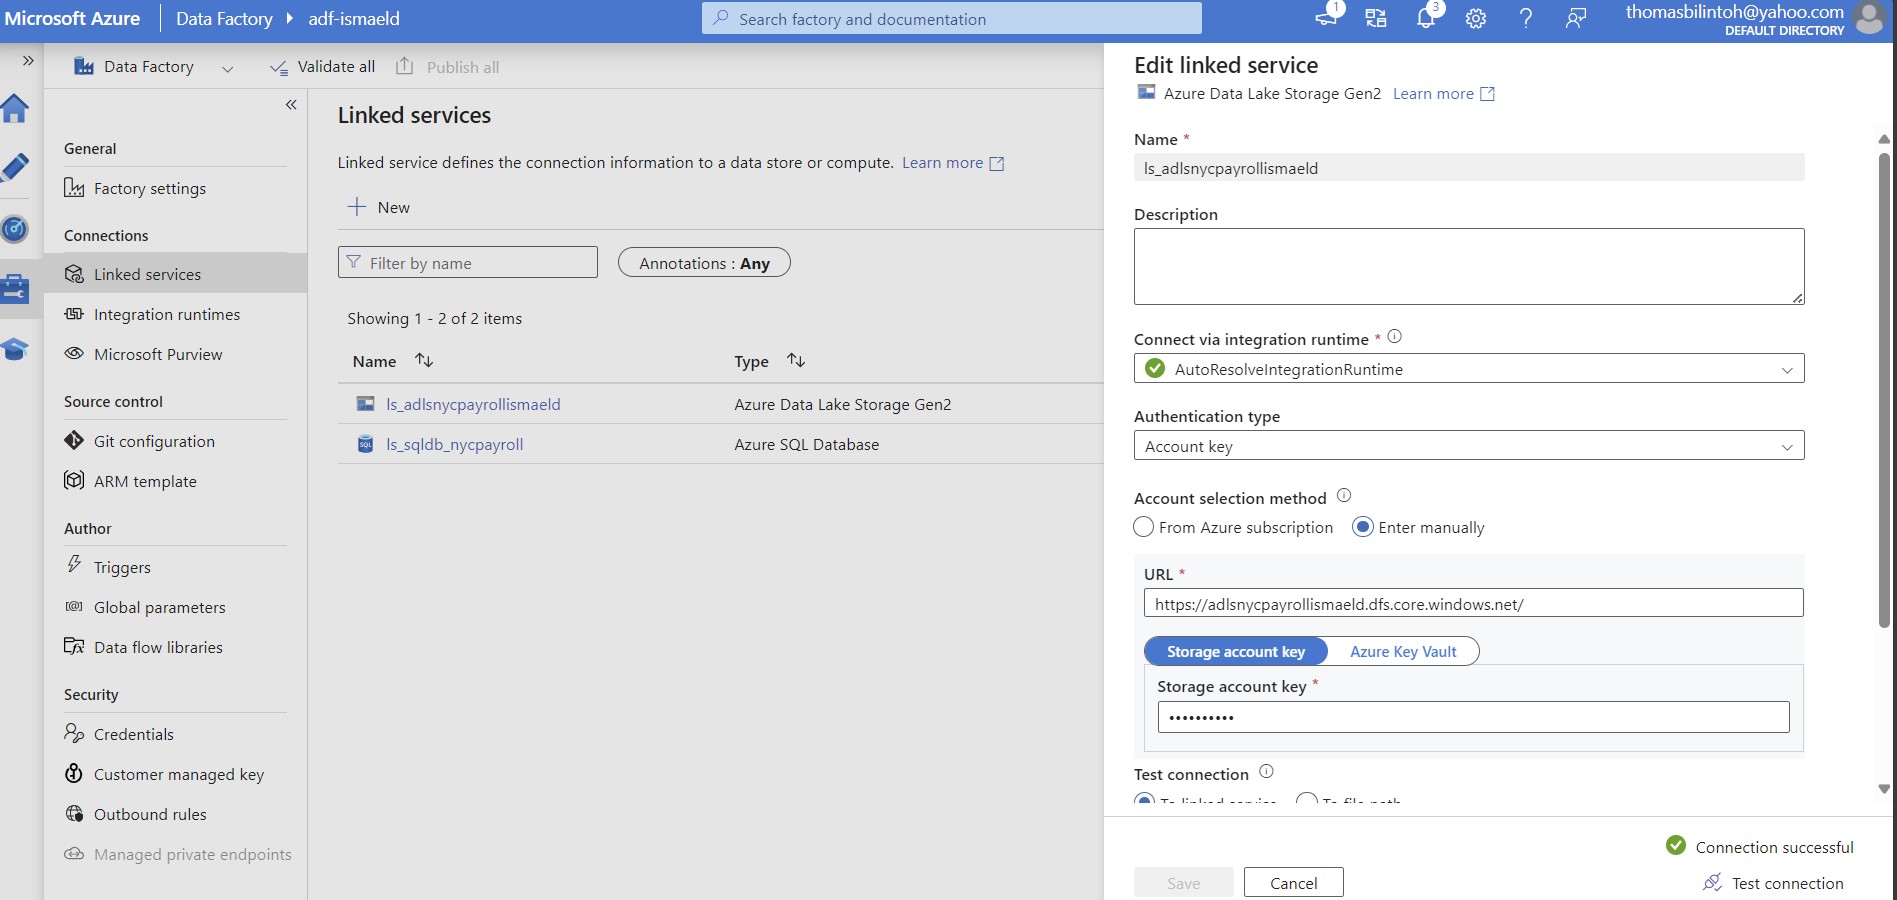 Microsoft Azure
Data Factory
adf-ismaeld
Search factory and documentation
1
3
thomasbilintoh@yahoo.com
DEFAULT DIRECTORY
Data Factory
Validate all
Publish all
General
Factory settings
Connections
Linked services
Integration runtimes
Microsoft Purview
Source control
Git configuration
ARM template
Author
Triggers
Global parameters
Data flow libraries
Security
Credentials
Customer managed key
Outbound rules
Managed private endpoints
Linked services
Linked service defines the connection information to a data store or compute. Learn more
New
Filter by name
Annotations : Any
Showing 1 - 2 of 2 items
Name Type
ls_adlsnycpayrollismaeld Azure Data Lake Storage Gen2
ls_sqldb_nycpayroll Azure SQL Database
Edit linked service
Azure Data Lake Storage Gen2 Learn more
Name *
ls_adlsnycpayrollismaeld
Description
Connect via integration runtime *
AutoResolveIntegrationRuntime
Authentication type
Account key
Account selection method
From Azure subscription Enter manually
URL *
https://adlsnycpayrollismaeld.dfs.core.windows.net/
Storage account key Azure Key Vault
Storage account key *
••••••••••
Test connection
To linked service To file path
Connection successful
Save Cancel Test connection